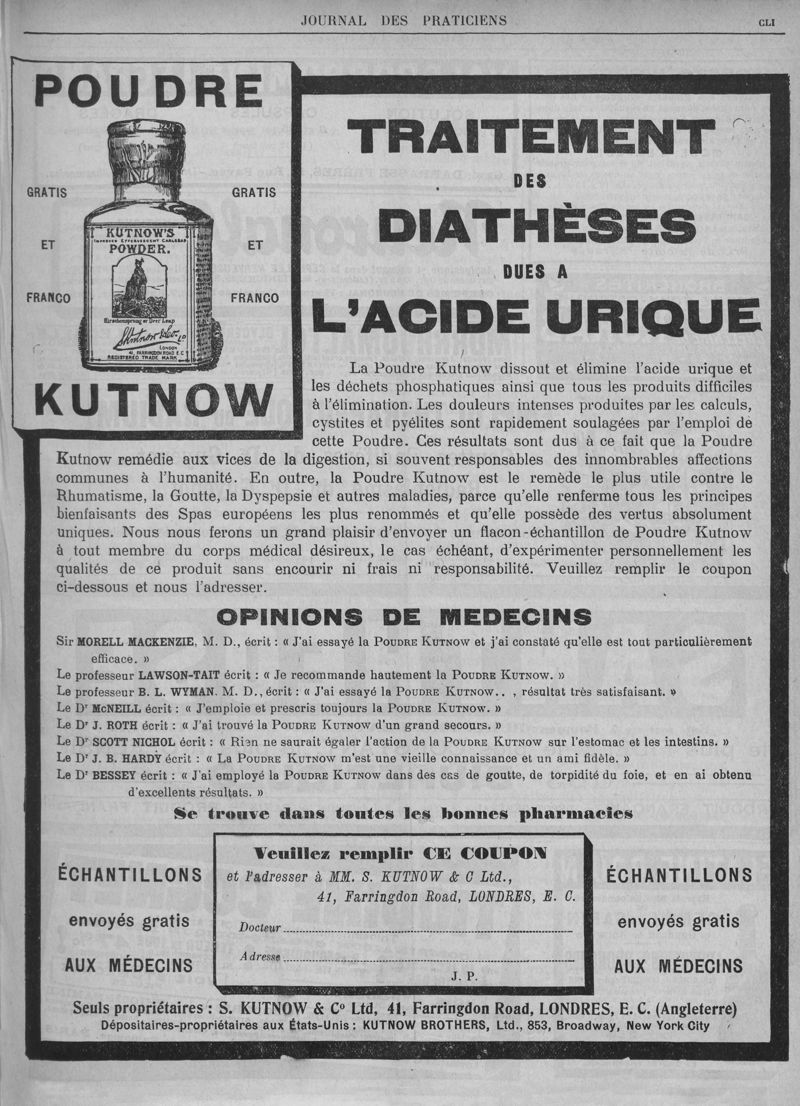 JOURNAL DES PRATICIENS
CLI
POUDRE
GRATIS
ET
FRANCO
KUTNOW'S
IMPROVED EFFERVESCENT CARLSBAD
POWDER.
Hirschensprung or Deer Leap
S. Kutnow & Co. Ld
LONDON
41, FARRINGDON ROAD E.C
REGISTERED TRADE MARK
GRATIS
ET
FRANCO
KUTNOW
TRAITEMENT
DES
DIATHÈSES
DUES A
L'ACIDE URIQUE
La Poudre Kutnow dissout et élimine l'acide urique et
les déchets phosphatiques ainsi que tous les produits difficiles
à l'élimination. Les douleurs intenses produites par les calculs,
cystites et pyélites sont rapidement soulagées par l'emploi de
cette Poudre. Ces résultats sont dus à ce fait que la Poudre
Kutnow remédie aux vices de la digestion, si souvent responsables des innombrables affections
communes à l'humanité. En outre, la Poudre Kutnow est le remède le plus utile contre le
Rhumatisme, la Goutte, la Dyspepsie et autres maladies, parce qu'elle renferme tous les principes
bienfaisants des Spas européens les plus renommés et qu'elle possède des vertus absolument
uniques. Nous nous ferons un grand plaisir d'envoyer un flacon-échantillon de Poudre Kutnow
à tout membre du corps médical désireux, le cas échéant, d'expérimenter personnellement les
qualités de ce produit sans encourir ni frais ni responsabilité. Veuillez remplir le coupon
ci-dessous et nous l'adresser.
OPINIONS DE MEDECINS
Sir MORELL MACKENZIE, M. D., écrit : « J'ai essayé la POUDRE KUTNOW et j'ai constaté qu'elle est tout particulièrement
efficace. »
Le professeur LAWSON-TAIT écrit : « Je recommande hautement la POUDRE KUTNOW. »
Le professeur B. L. WYMAN. M. D., écrit : « J'ai essayé la POUDRE KUTNOW.. , résultat très satisfaisant. »
Le Dr McNEILL écrit : « J'emploie et prescris toujours la POUDRE KUTNOW. »
Le Dr J. ROTH écrit : « J'ai trouvé la POUDRE KUTNOW d'un grand secours. »
Le Dr SCOTT NICHOL écrit : « Rien ne saurait égaler l'action de la POUDRE KUTNOW sur l'estomac et les intestins. »
Le Dr J. B. HARDY écrit : « La POUDRE KUTNOW m'est une vieille connaissance et un ami fidèle. »
Le Dr BESSEY écrit : « J'ai employé la POUDRE KUTNOW dans des cas de goutte, de torpidité du foie, et en ai obtenu
d'excellents résultats. »
Se trouve dans toutes les bonnes pharmacies
ÉCHANTILLONS
envoyés gratis
AUX MÉDECINS
Veuillez remplir CE COUPON
et l'adresser à MM. S. KUTNOW & C Ltd.,
41, Farringdon Road, LONDRES, E. C.
Docteur
Adresse
J. P.
ÉCHANTILLONS
envoyés gratis
AUX MÉDECINS
Seuls propriétaires : S. KUTNOW & Co Ltd, 41, Farringdon Road, LONDRES, E. C. (Angleterre)
Dépositaires-propriétaires aux États-Unis : KUTNOW BROTHERS, Ltd., 853, Broadway, New York City